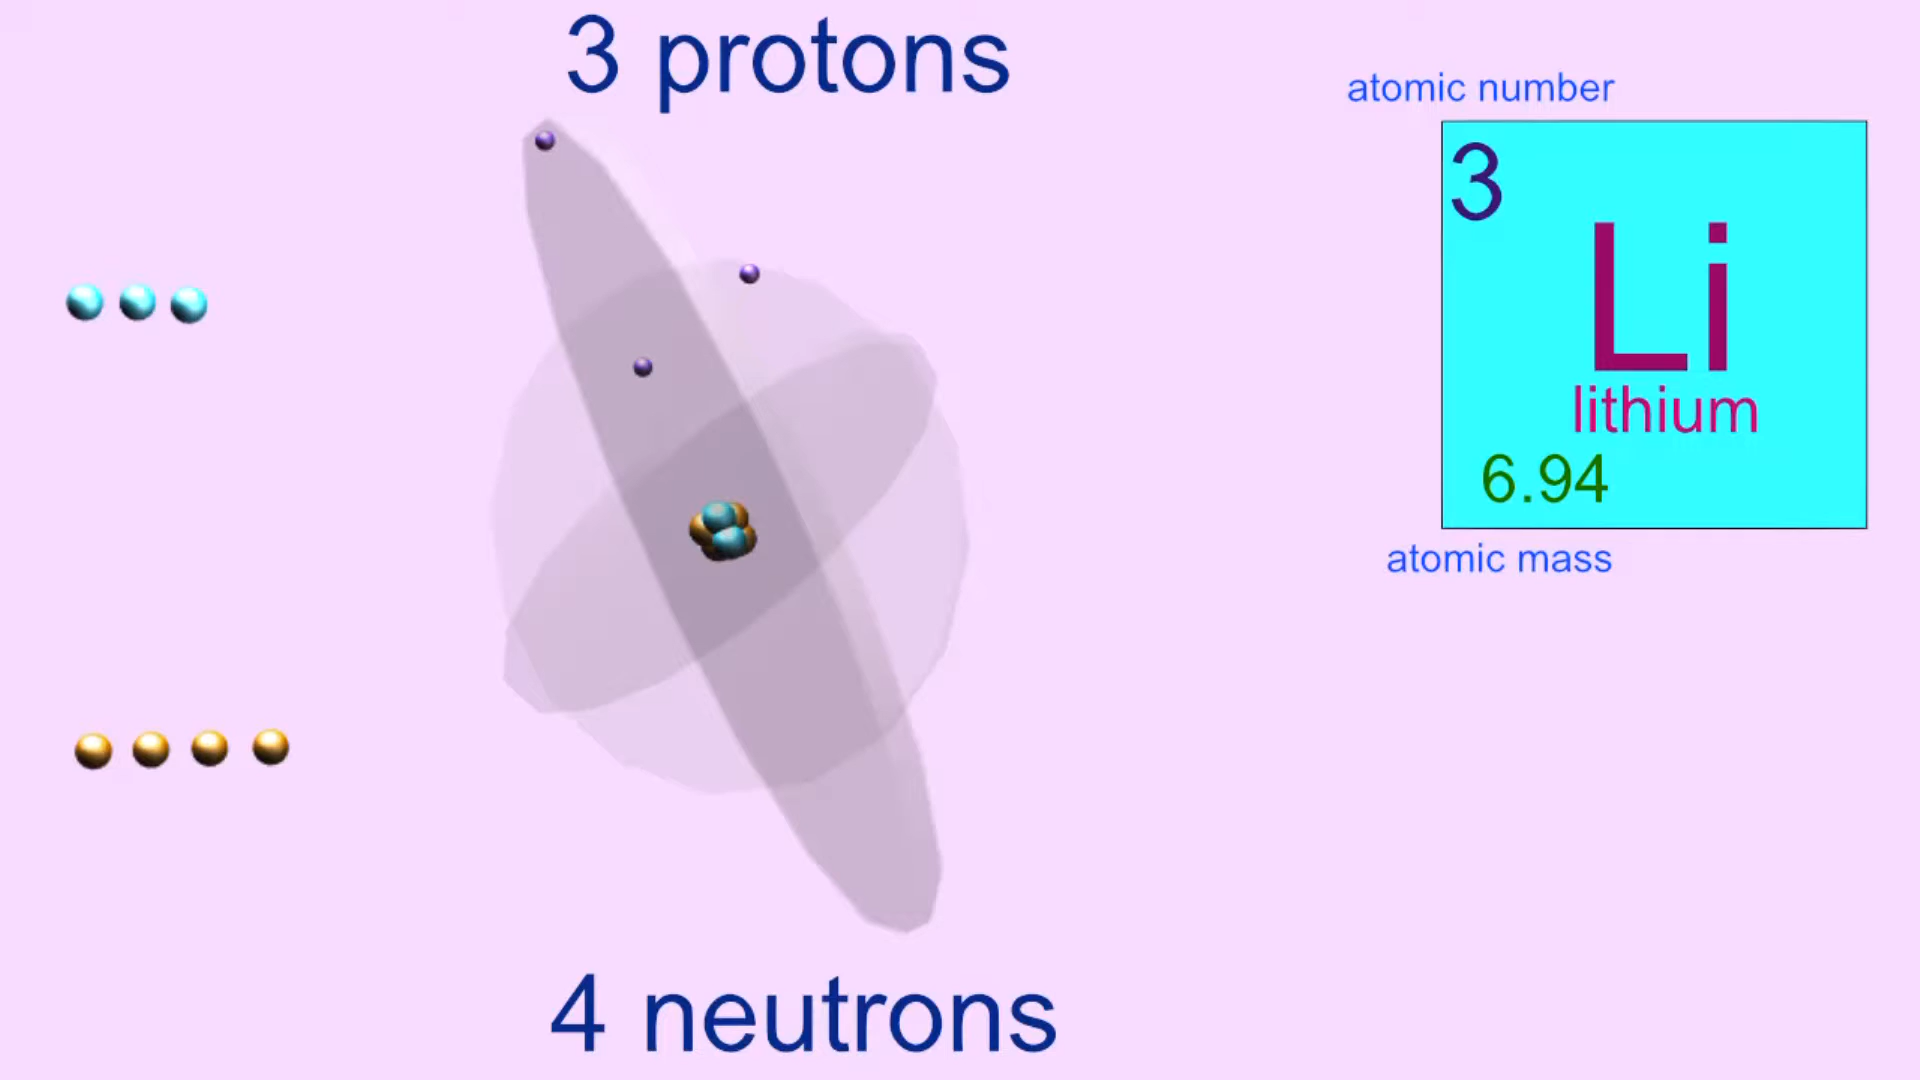 3 protons
atomic number
3
Li
lithium
6.94
atomic mass
4 neutrons